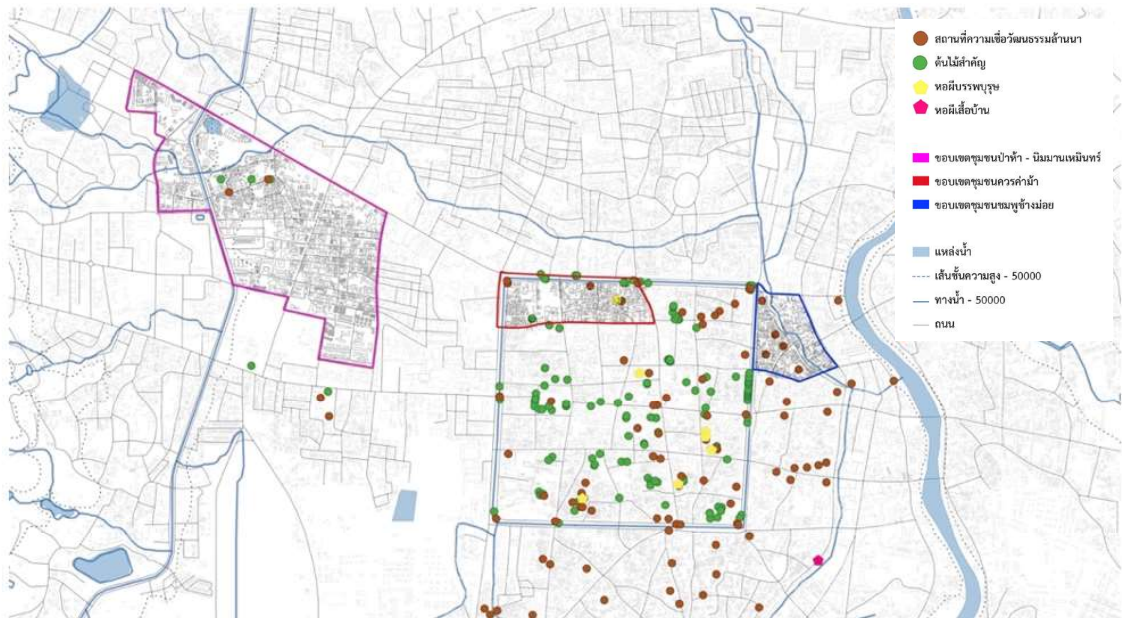 สถานที่ความเชื่อวัฒนธรรมล้านนา
ต้นไม้สำคัญ
หอผีบรรพบุรุษ
หอผีเสื้อบ้าน
ขอบเขตชุมชนป่าห้า - นิมมานเหมินทร์
ขอบเขตชุมชนควรค่าม้า
ขอบเขตชุมชนชมพูช้างม่อย
แหล่งน้ำ
เส้นชั้นความสูง - 50000
ทางน้ำ - 50000
ถนน